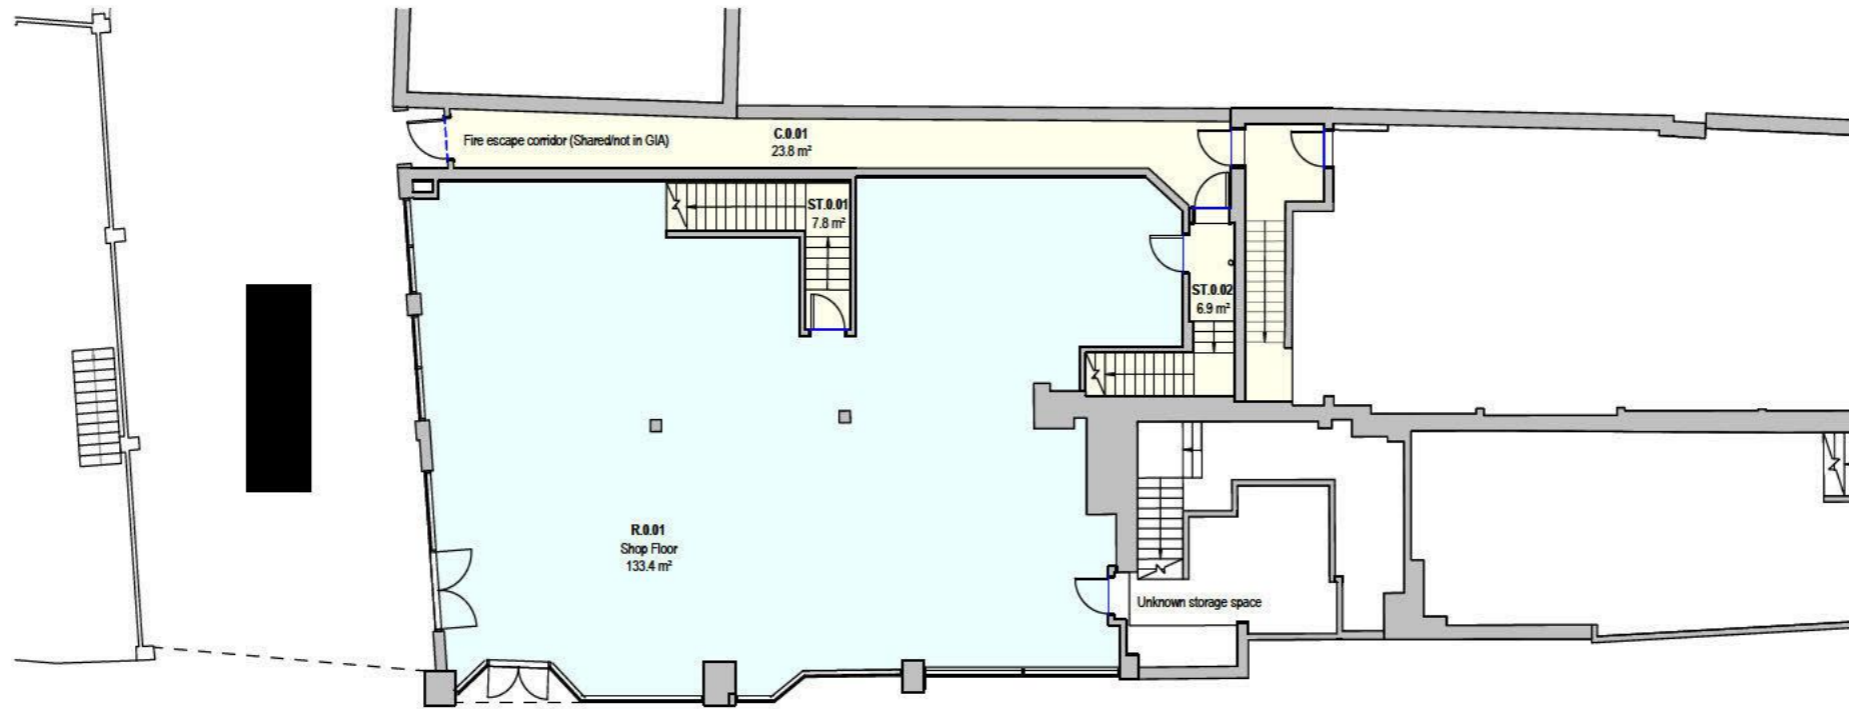 Fire escape corridor (Shared/not in GIA)
C.0.01
23.8 m²
ST.0.01
7.8 m²
ST.0.02
6.9 m²
R.0.01
Shop Floor
133.4 m²
Unknown storage space